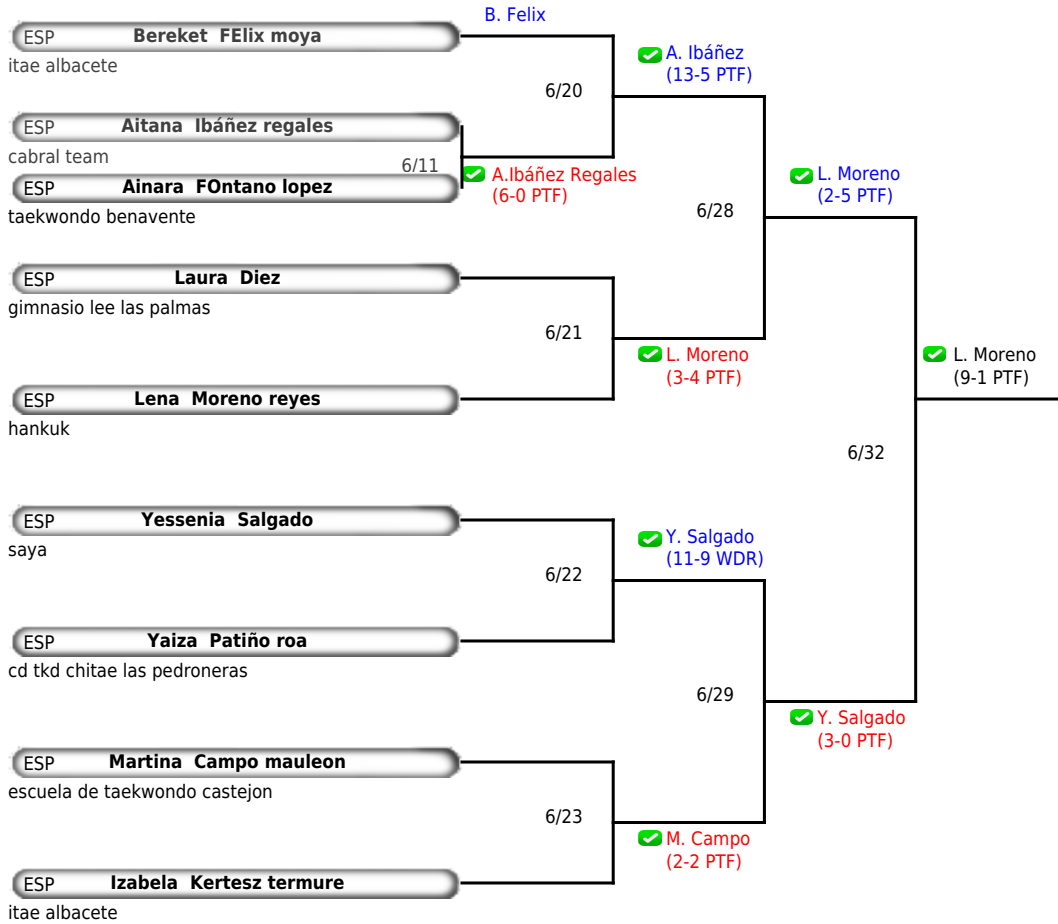 B. Felix
ESP Bereket FElix moya
itae albacete
A. Ibáñez
(13-5 PTF)
6/20
ESP Aitana Ibáñez regales
cabral team
6/11
A.Ibáñez Regales
(6-0 PTF)
ESP Ainara FOntano lopez
taekwondo benavente
L. Moreno
(2-5 PTF)
6/28
ESP Laura Diez
gimnasio lee las palmas
6/21
L. Moreno
(3-4 PTF)
L. Moreno
(9-1 PTF)
ESP Lena Moreno reyes
hankuk
6/32
ESP Yessenia Salgado
saya
Y. Salgado
(11-9 WDR)
6/22
ESP Yaiza Patiño roa
cd tkd chitae las pedroneras
6/29
Y. Salgado
(3-0 PTF)
ESP Martina Campo mauleon
escuela de taekwondo castejon
6/23
M. Campo
(2-2 PTF)
ESP Izabela Kertesz termure
itae albacete